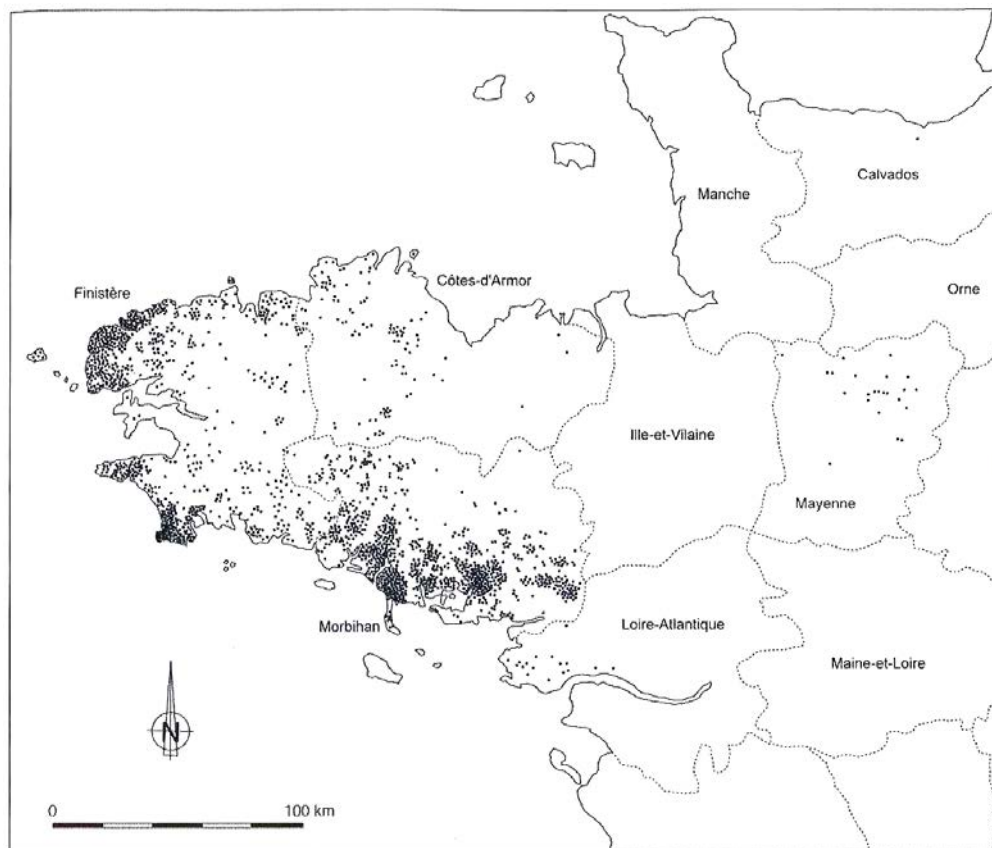 Calvados
Manche
Orne
Côtes-d'Armor
Finistère
Ille-et-Vilaine
Mayenne
Loire-Atlantique
Morbihan
Maine-et-Loire
N
0 100 km